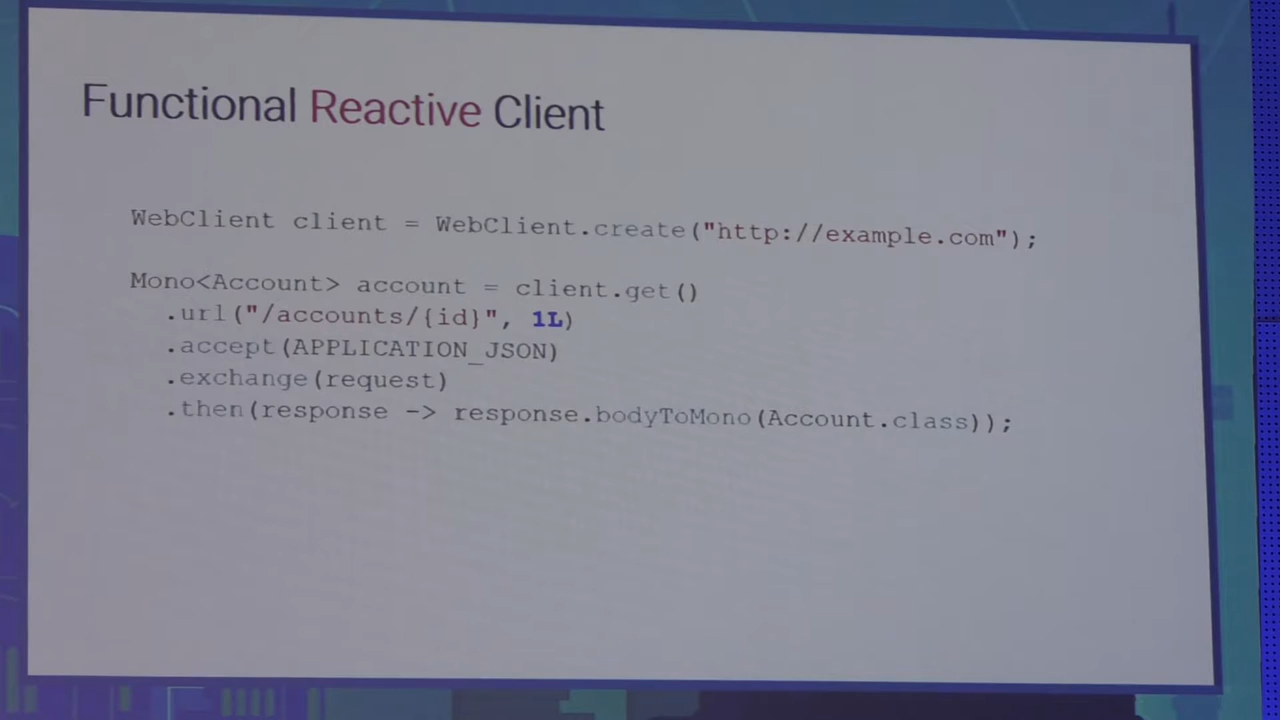 Functional Reactive Client
WebClient client = WebClient.create("http://example.com");
Mono<Account> account = client.get()
.url("/accounts/{id}", 1L)
.accept(APPLICATION_JSON)
.exchange(request)
.then(response -> response.bodyToMono(Account.class));